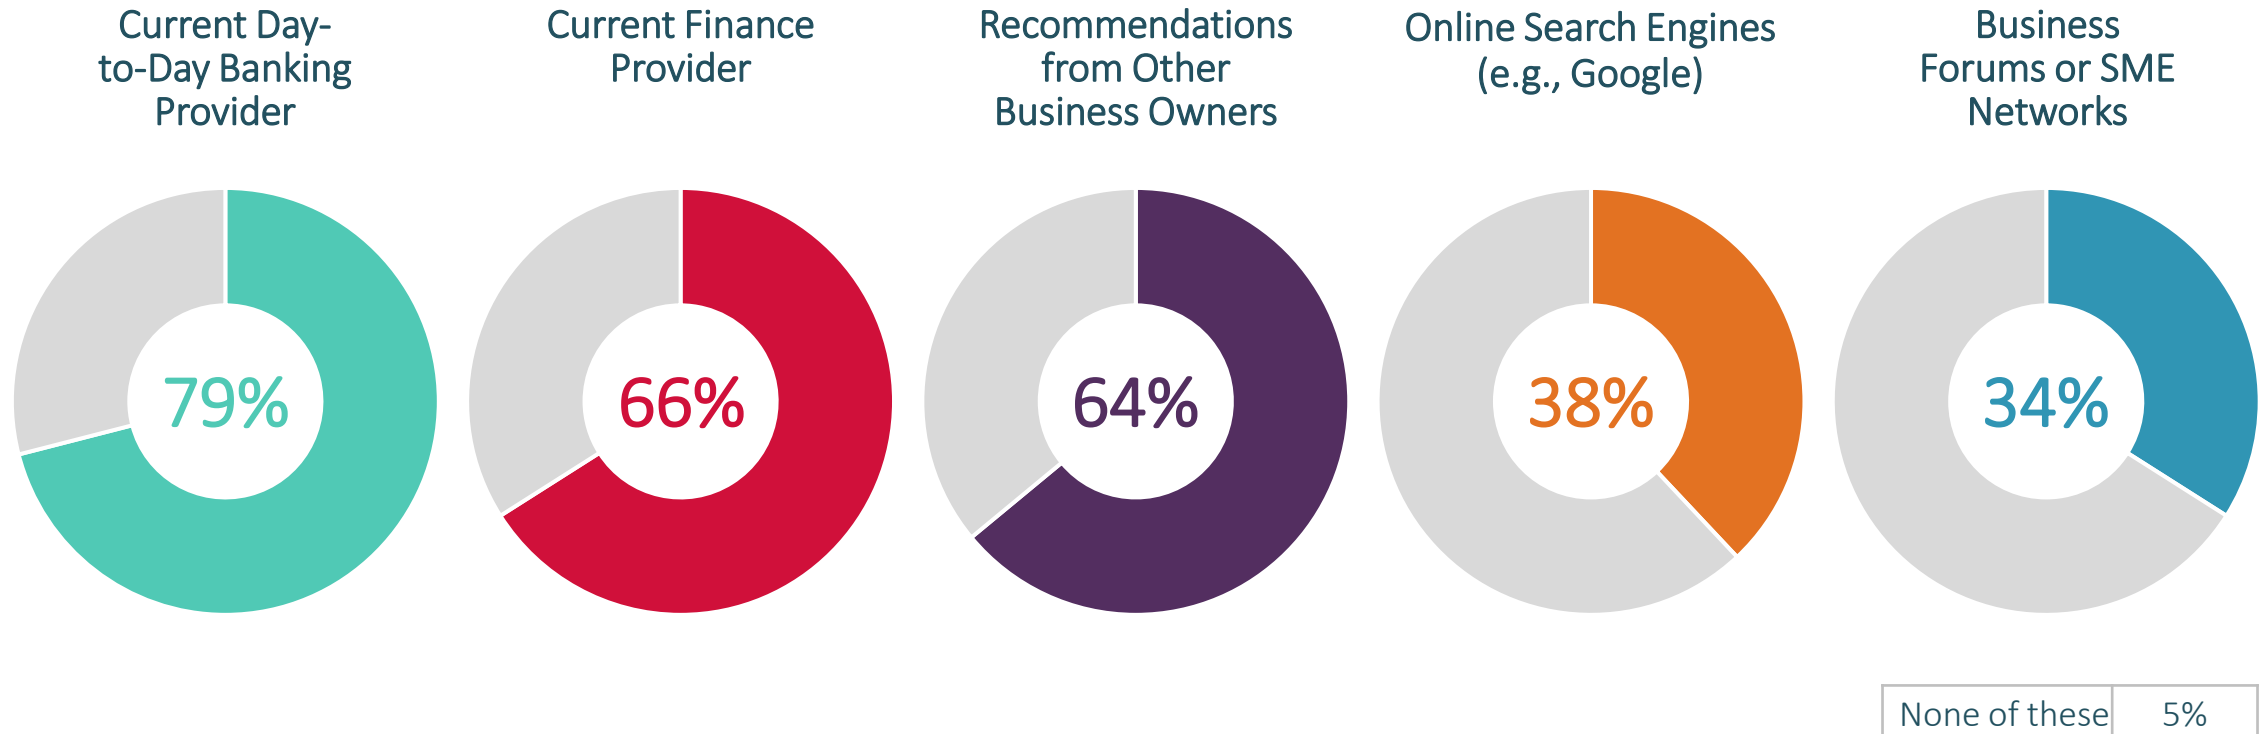 Current Day-
to-Day Banking
Provider
Current Finance
Provider
Recommendations
from Other
Business Owners
Online Search Engines
(e.g., Google)
Business
Forums or SME
Networks
79%
66%
64%
38%
34%
None of these 5%